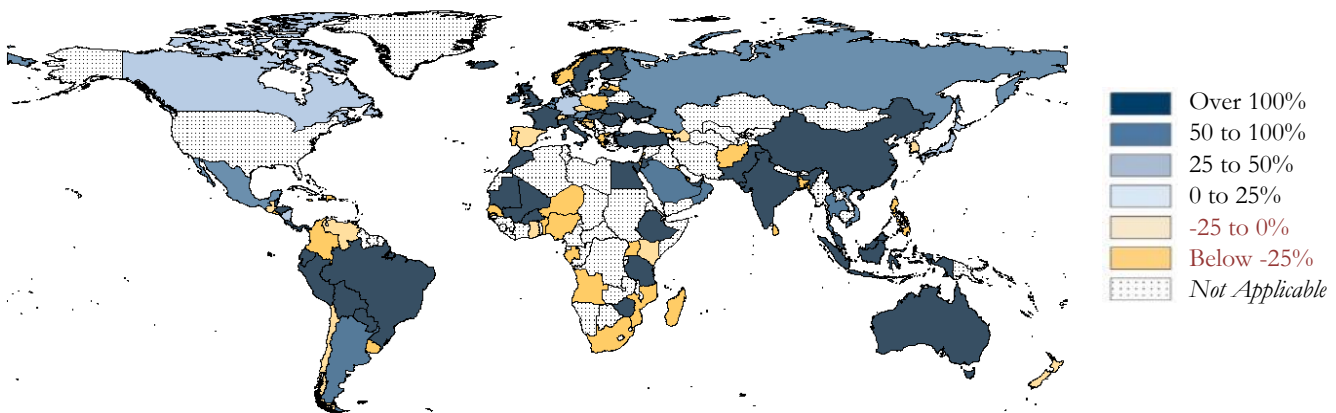 Over 100%
50 to 100%
25 to 50%
0 to 25%
-25 to 0%
Below -25%
Not Applicable